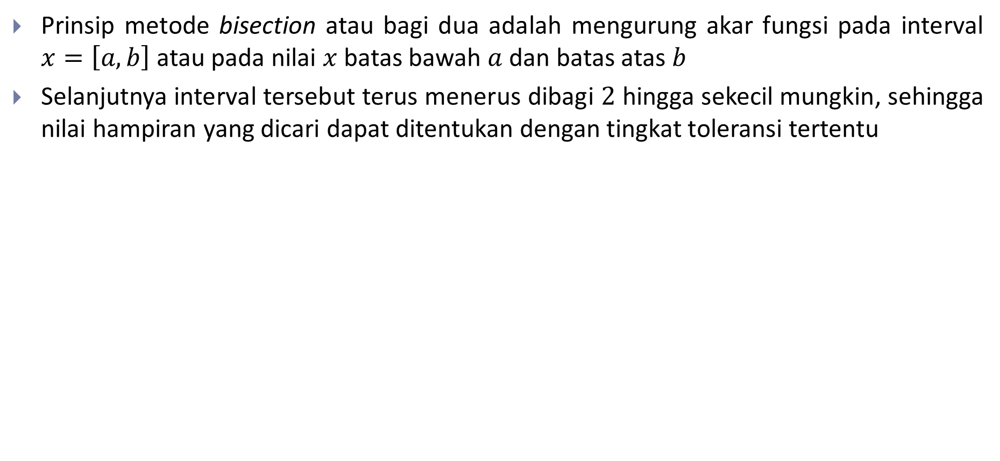 Prinsip metode bisection atau bagi dua adalah mengurung akar fungsi pada interval
x = [a, b] atau pada nilai x batas bawah a dan batas atas b
Selanjutnya interval tersebut terus menerus dibagi 2 hingga sekecil mungkin, sehingga
nilai hampiran yang dicari dapat ditentukan dengan tingkat toleransi tertentu